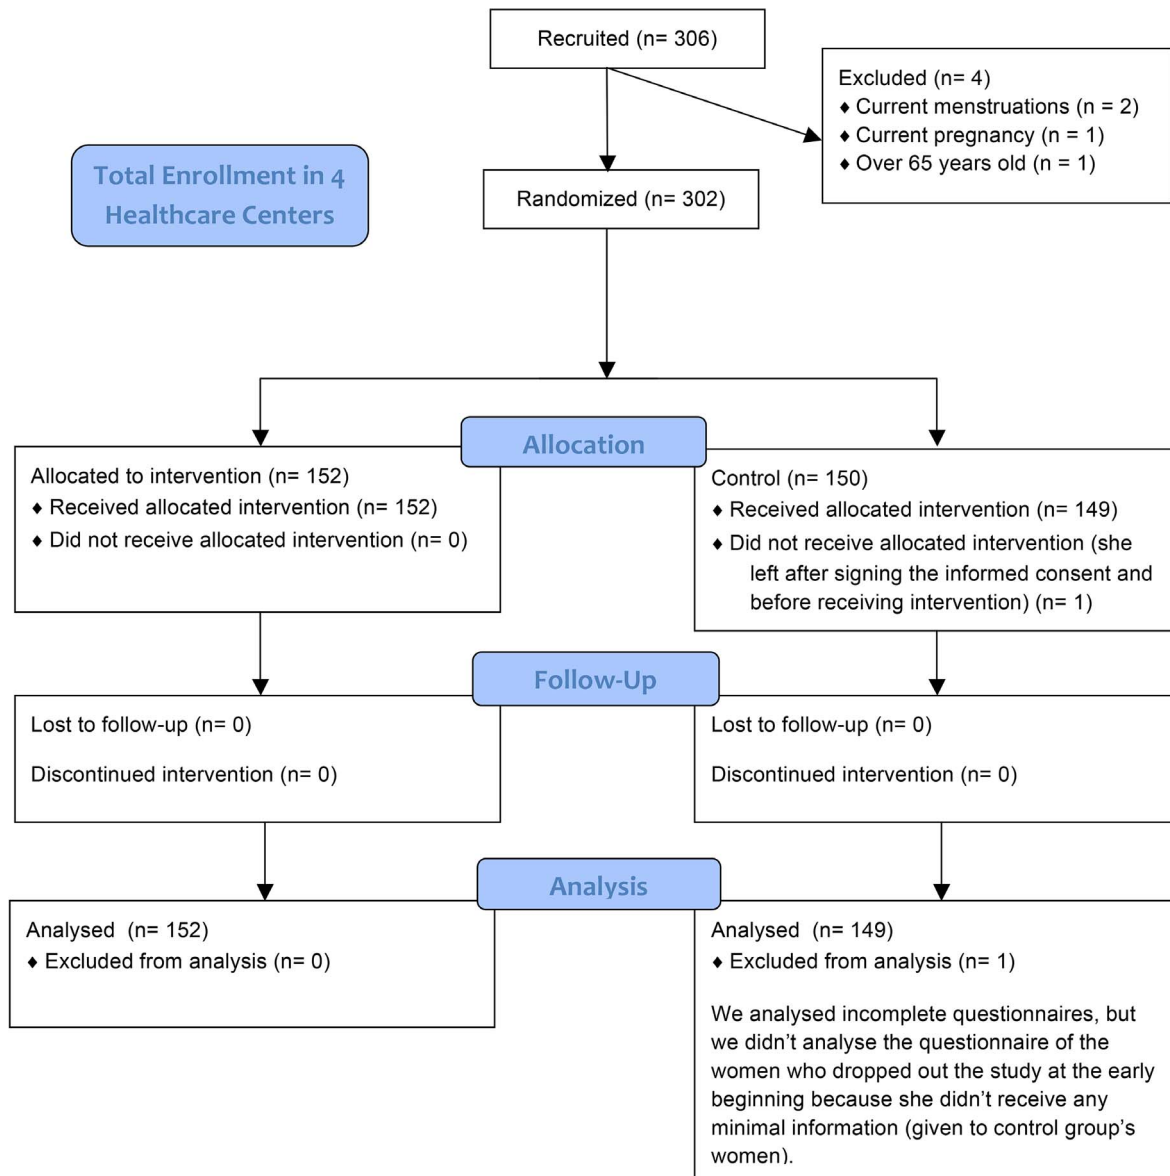 Recruited (n= 306)
Excluded (n= 4)
♦ Current menstruations (n = 2)
♦ Current pregnancy (n = 1)
♦ Over 65 years old (n = 1)
Total Enrollment in 4
Healthcare Centers
Randomized (n= 302)
Allocation
Allocated to intervention (n= 152)
♦ Received allocated intervention (n= 152)
♦ Did not receive allocated intervention (n= 0)
Control (n= 150)
♦ Received allocated intervention (n= 149)
♦ Did not receive allocated intervention (she
left after signing the informed consent and
before receiving intervention) (n= 1)
Follow-Up
Lost to follow-up (n= 0)
Discontinued intervention (n= 0)
Lost to follow-up (n= 0)
Discontinued intervention (n= 0)
Analysis
Analysed (n= 152)
♦ Excluded from analysis (n= 0)
Analysed (n= 149)
♦ Excluded from analysis (n= 1)
We analysed incomplete questionnaires, but
we didn't analyse the questionnaire of the
women who dropped out the study at the early
beginning because she didn't receive any
minimal information (given to control group's
women).